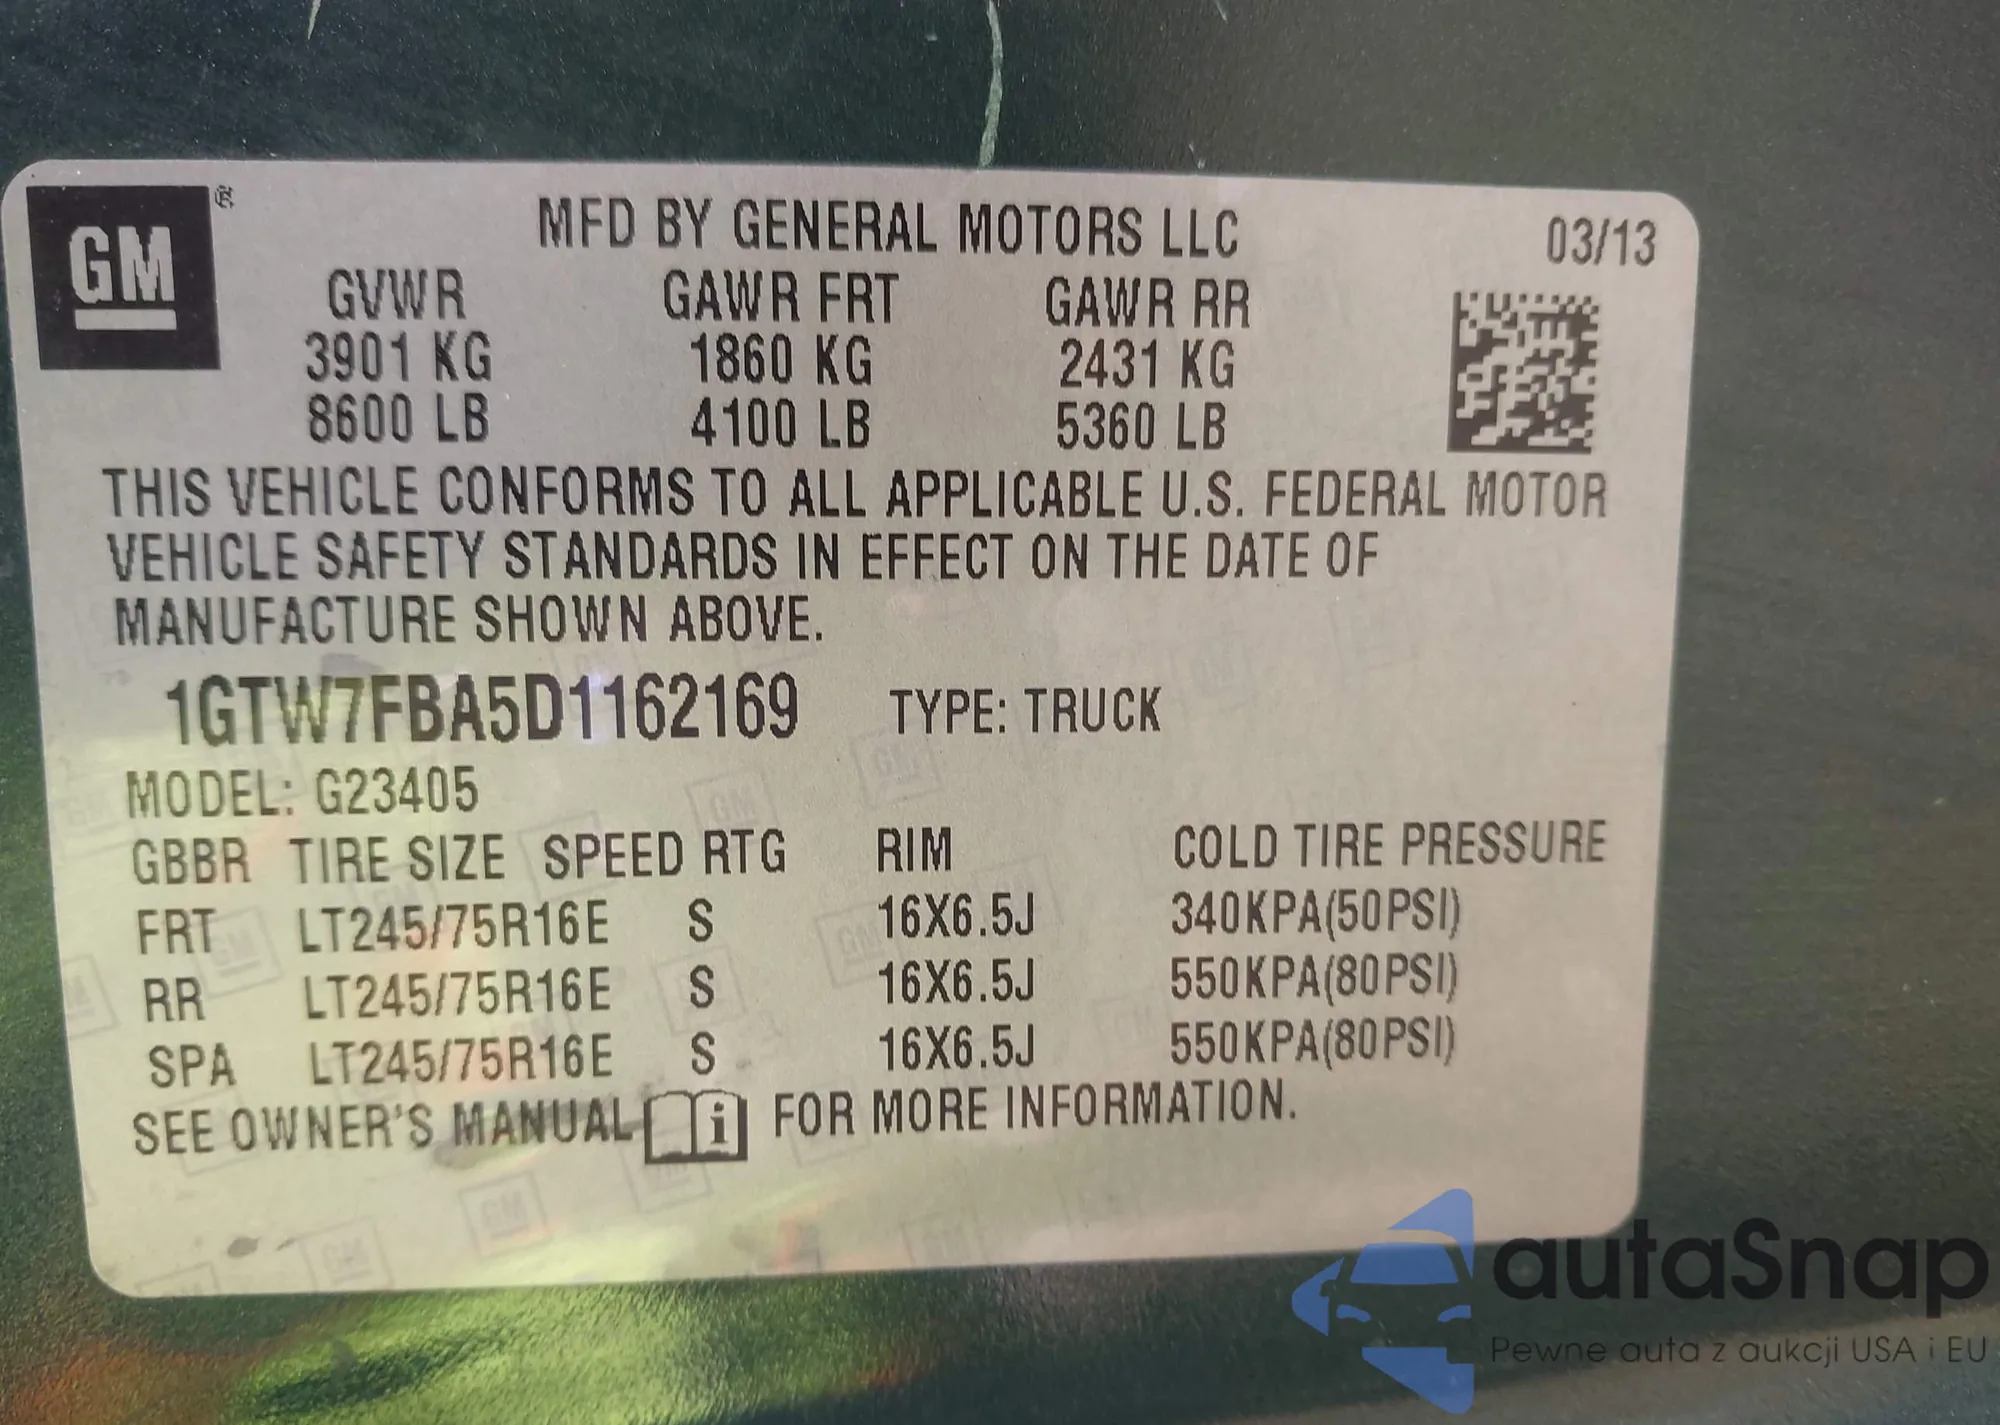 GM ®
MFD BY GENERAL MOTORS LLC 03/13
GVWR GAWR FRT GAWR RR
3901 KG 1860 KG 2431 KG
8600 LB 4100 LB 5360 LB
THIS VEHICLE CONFORMS TO ALL APPLICABLE U.S. FEDERAL MOTOR
VEHICLE SAFETY STANDARDS IN EFFECT ON THE DATE OF
MANUFACTURE SHOWN ABOVE.
1GTW7FBA5D1162169 TYPE: TRUCK
MODEL: G23405
GBBR TIRE SIZE SPEED RTG RIM COLD TIRE PRESSURE
FRT LT245/75R16E S 16X6.5J 340KPA(50PSI)
RR LT245/75R16E S 16X6.5J 550KPA(80PSI)
SPA LT245/75R16E S 16X6.5J 550KPA(80PSI)
SEE OWNER'S MANUAL i FOR MORE INFORMATION.
autaSnap
Pewne auta z aukcji USA i EU